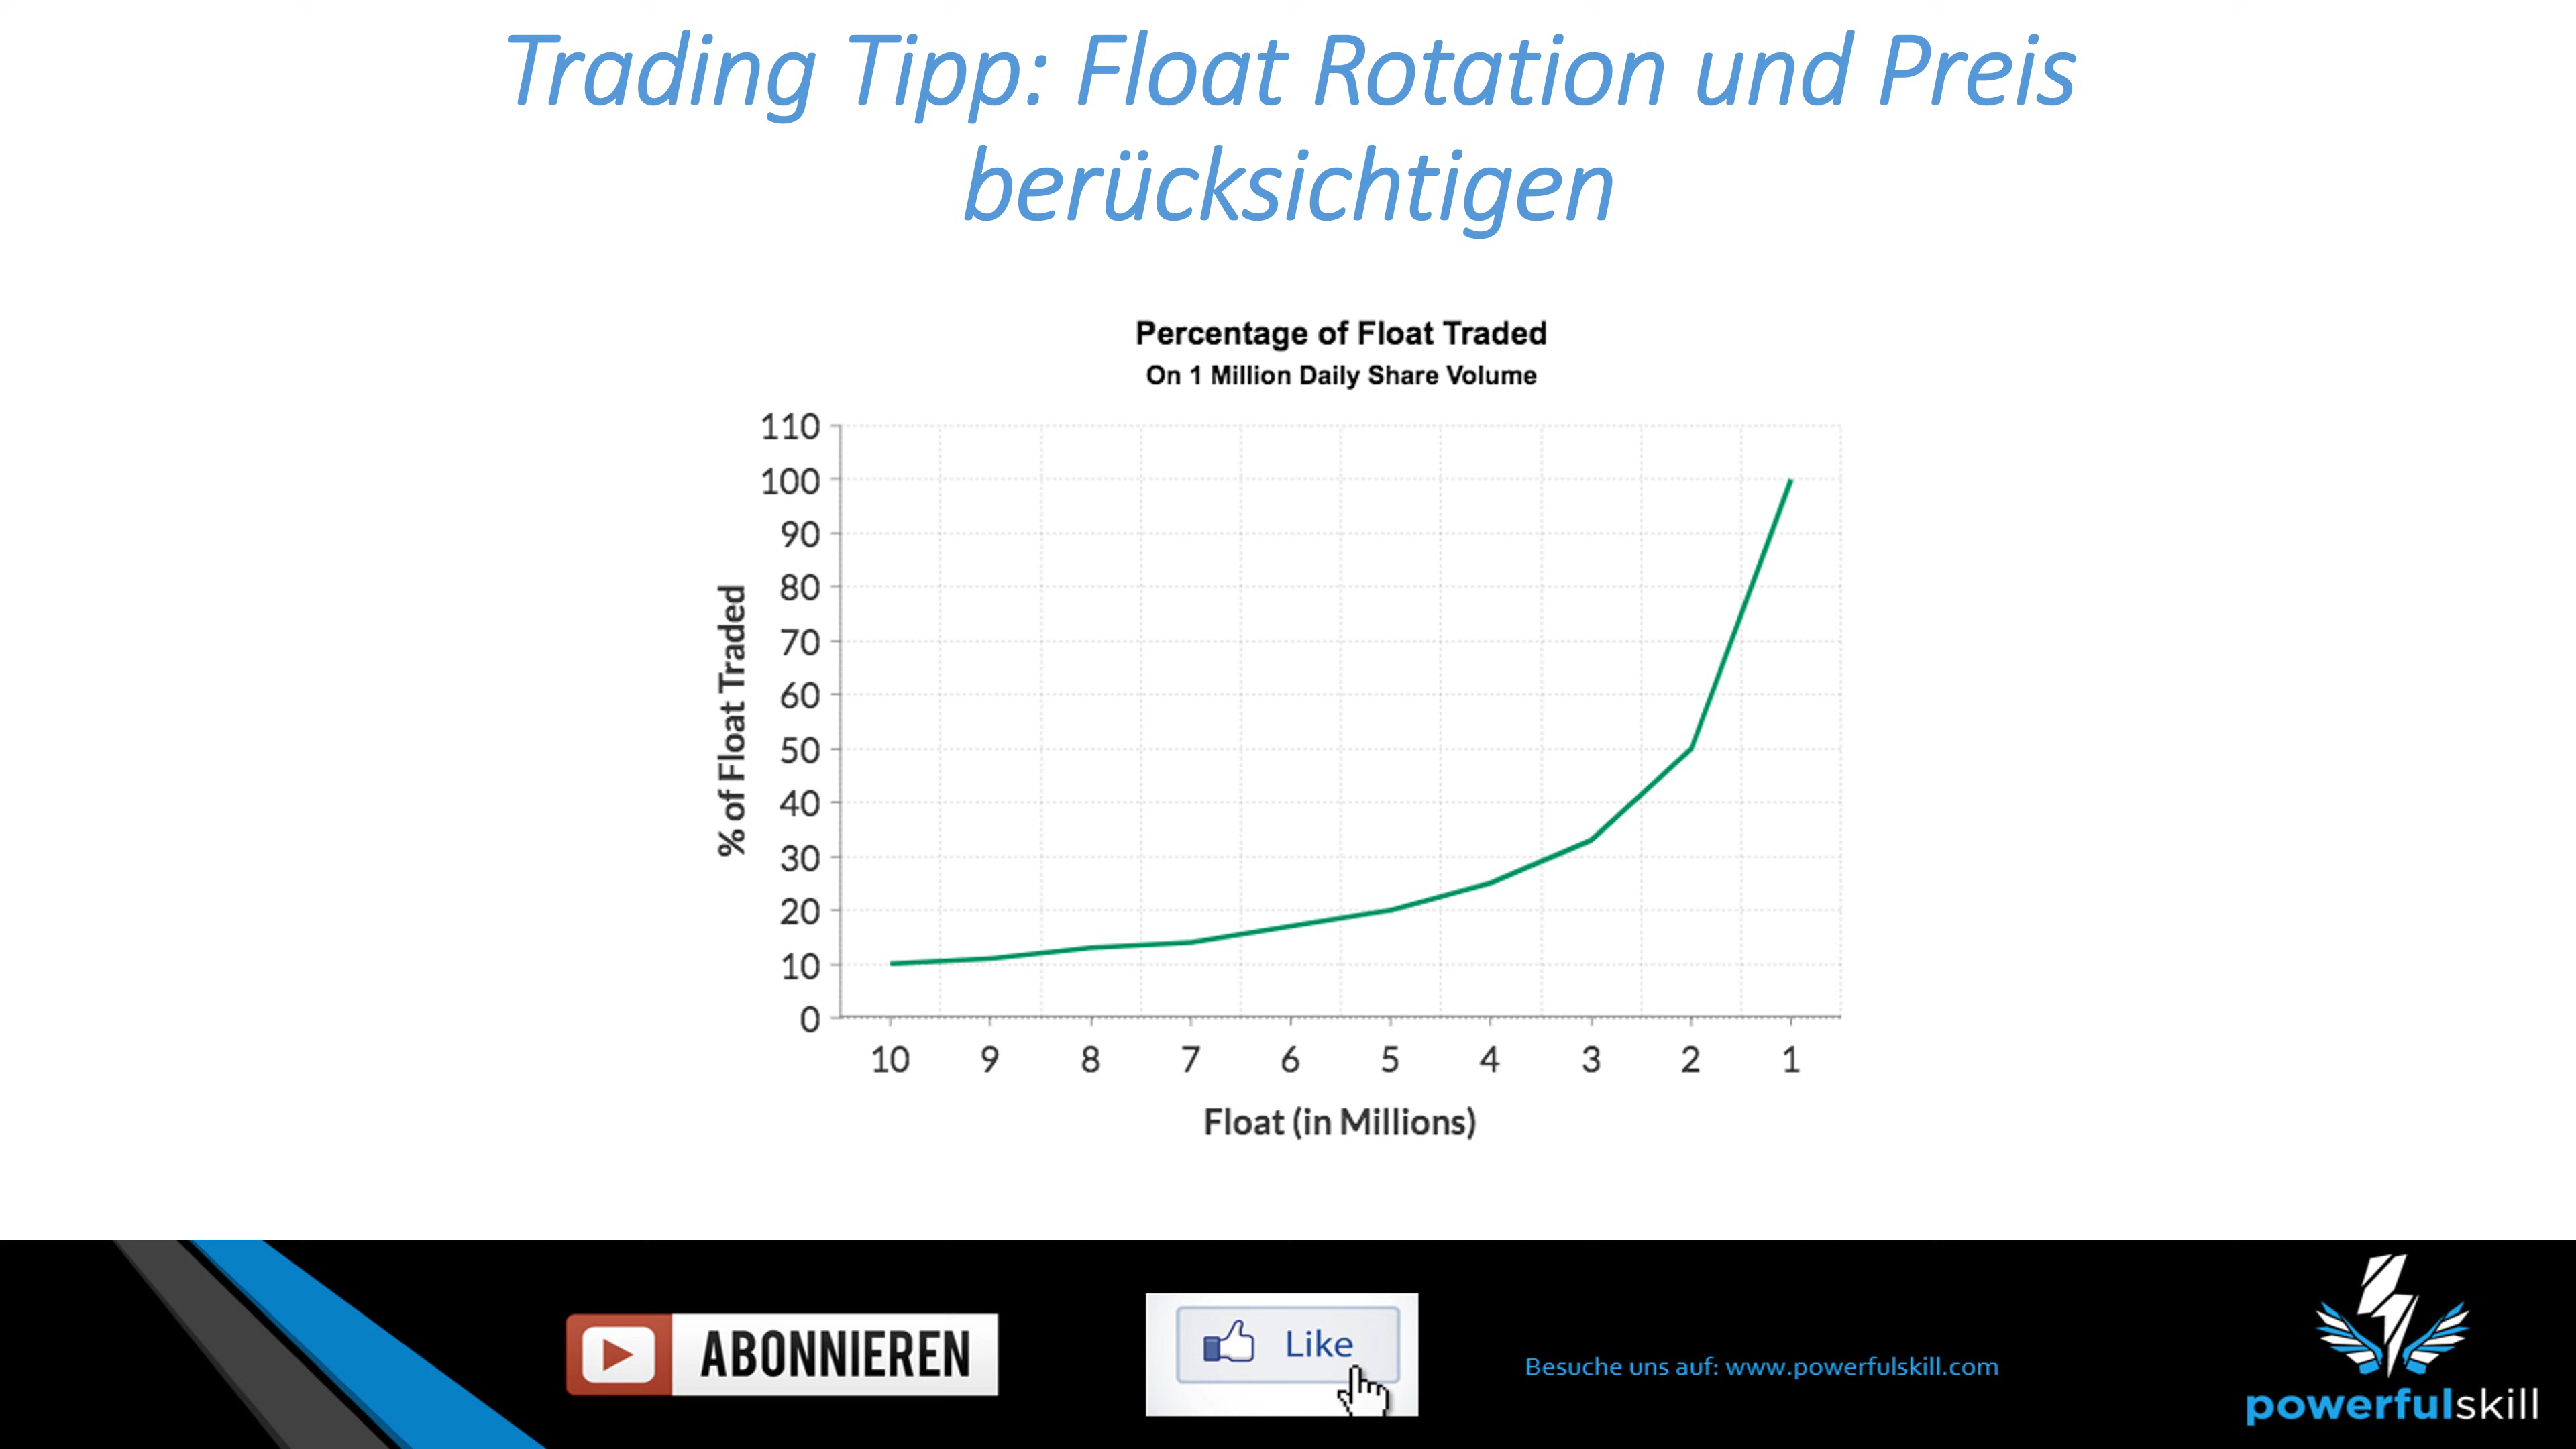 Trading Tipp: Float Rotation und Preis
berücksichtigen
Percentage of Float Traded
On 1 Million Daily Share Volume
110
100
90
80
70
60
50
40
30
20
10
0
% of Float Traded
10 9 8 7 6 5 4 3 2 1
Float (in Millions)
ABONNIEREN
Like
Besuche uns auf: www.powerfulskill.com
powerfulskill